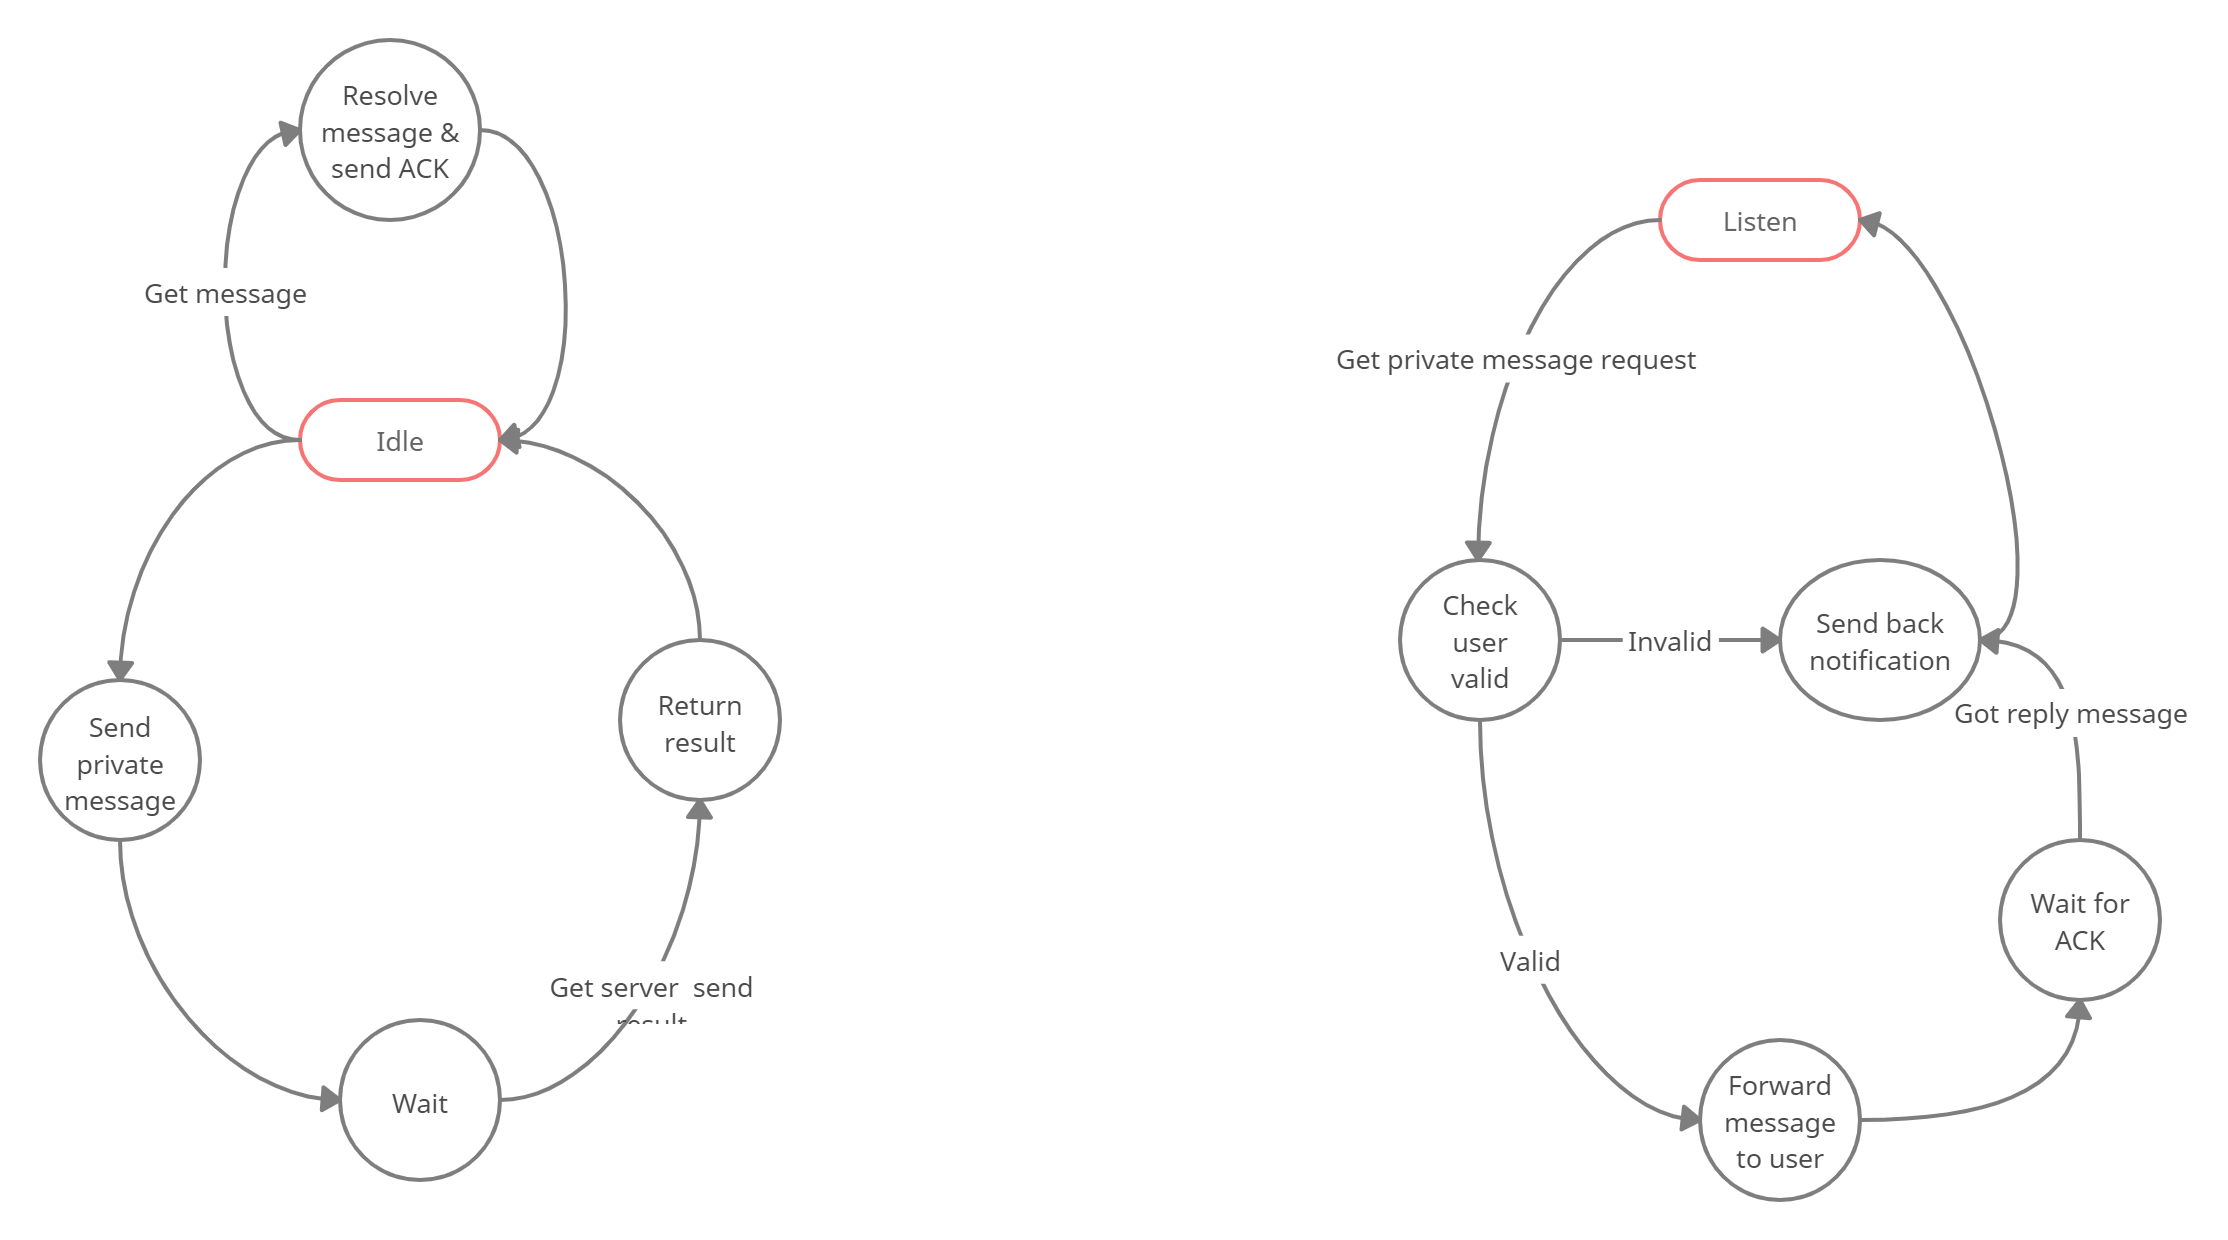 Resolve
message &
send ACK
Get message
Idle
Send
private
message
Return
result
Get server  send
result
Wait
Listen
Get private message request
Check
user
valid
Invalid
Send back
notification
Got reply message
Wait for
ACK
Valid
Forward
message
to user